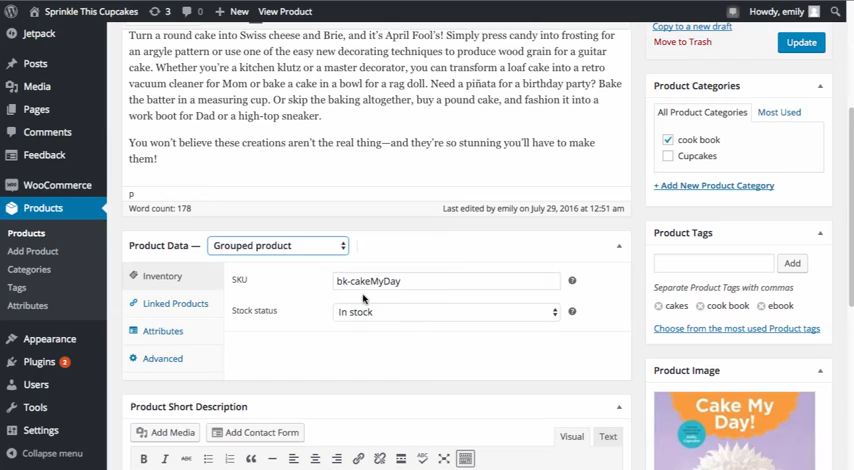 Sprinkle This Cupcakes 3 0 + New View Product Howdy, emily
Jetpack
Posts
Media
Pages
Comments
Feedback
WooCommerce
Products
Products
Add Product
Categories
Tags
Attributes
Appearance
Plugins 2
Users
Tools
Settings
Collapse menu
Turn a round cake into Swiss cheese and Brie, and it's April Fool's! Simply press candy into frosting for
an argyle pattern or use one of the easy new decorating techniques to produce wood grain for a guitar
cake. Whether you're a kitchen klutz or a master decorator, you can transform a loaf cake into a retro
vacuum cleaner for Mom or bake a cake in a bowl for a rag doll. Need a piñata for a birthday party? Bake
the batter in a measuring cup. Or skip the baking altogether, buy a pound cake, and fashion it into a
work boot for Dad or a high-top sneaker.
You won't believe these creations aren't the real thing—and they're so stunning you'll have to make
them!
p
Word count: 178 Last edited by emily on July 29, 2016 at 12:51 am
Product Data — Grouped product
Inventory
Linked Products
Attributes
Advanced
SKU bk-cakeMyDay
Stock status In stock
Product Short Description
Add Media Add Contact Form Visual Text
B I ABC
Copy to a new draft
Move to Trash Update
Product Categories
All Product Categories Most Used
cook book
Cupcakes
+ Add New Product Category
Product Tags
Add
Separate Product Tags with commas
cakes cook book ebook
Choose from the most used Product tags
Product Image
Cake My
Day!